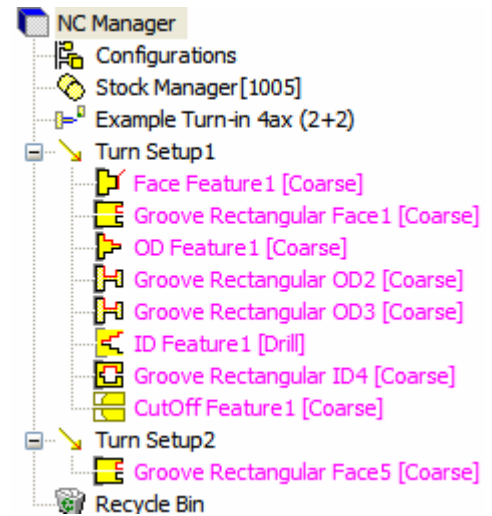 NC Manager
Configurations
Stock Manager[1005]
Example Turn-in 4ax (2+2)
Turn Setup1
Face Feature1 [Coarse]
Groove Rectangular Face1 [Coarse]
OD Feature1 [Coarse]
Groove Rectangular OD2 [Coarse]
Groove Rectangular OD3 [Coarse]
ID Feature1 [Drill]
Groove Rectangular ID4 [Coarse]
CutOff Feature1 [Coarse]
Turn Setup2
Groove Rectangular Face5 [Coarse]
Recycle Bin